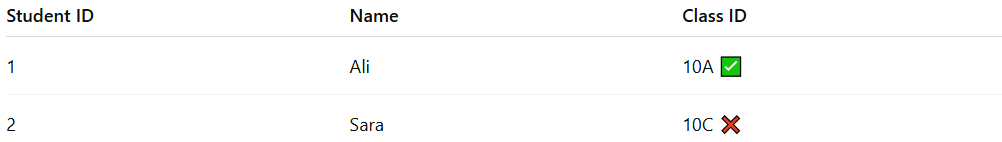 Student ID Name Class ID
1 Ali 10A ✅
2 Sara 10C ❌